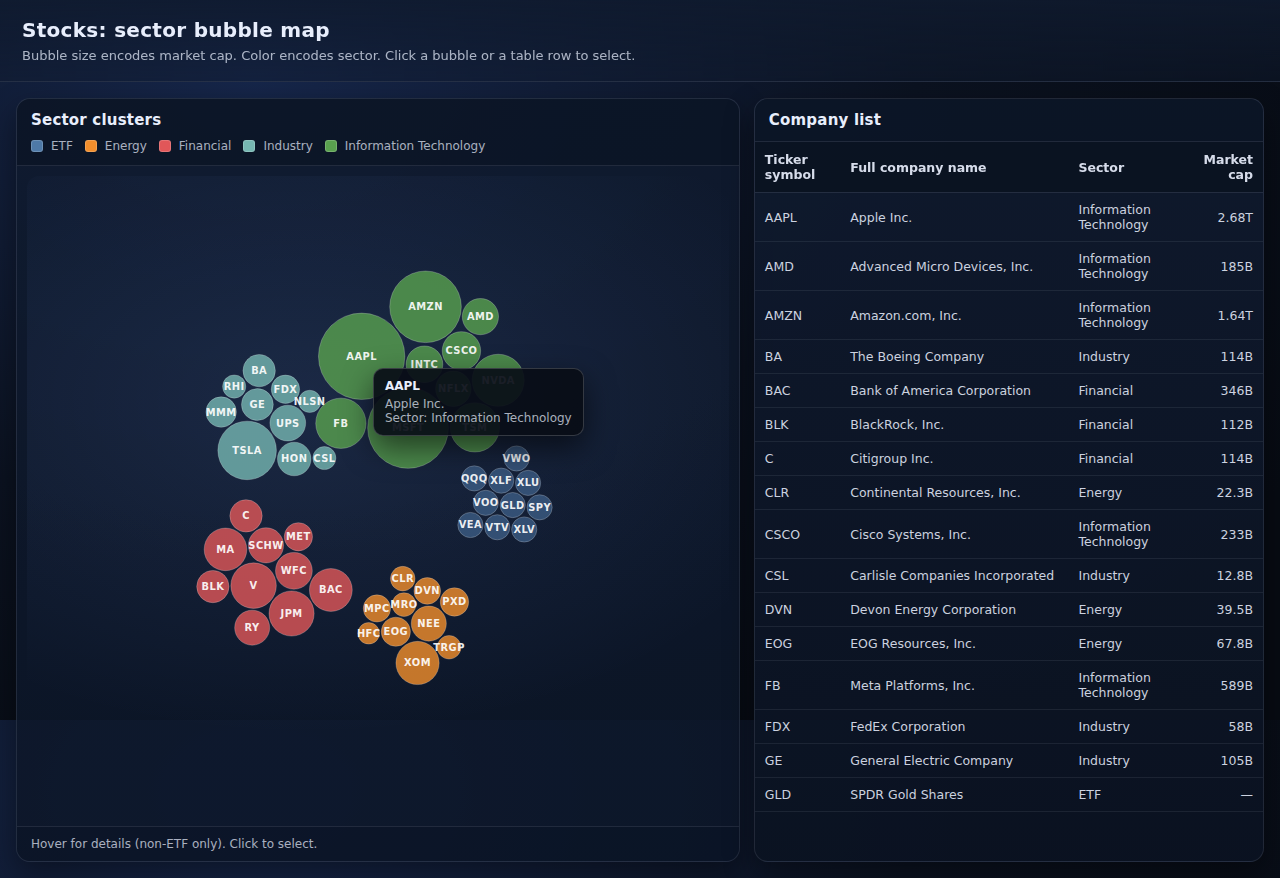 Stocks: sector bubble map
Bubble size encodes market cap. Color encodes sector. Click a bubble or a table row to select.
Sector clusters
ETF Energy Financial Industry Information Technology
AMZN
AMD
CSCO
AAPL
INTC
NVDA
NFLX
BA
RHI
FDX
NLSN
GE
MMM
UPS
FB
TSLA
HON
CSL
AAPL
Apple Inc.
Sector: Information Technology
VWO
QQQ
XLF
XLU
VOO
GLD
SPY
VEA
VTV
XLV
C
MET
SCHW
MA
WFC
BLK
V
BAC
JPM
RY
CLR
DVN
PXD
MRO
MPC
NEE
EOG
HFC
TRGP
XOM
Hover for details (non-ETF only). Click to select.
Company list
Ticker symbol Full company name Sector Market cap
AAPL Apple Inc. Information Technology 2.68T
AMD Advanced Micro Devices, Inc. Information Technology 185B
AMZN Amazon.com, Inc. Information Technology 1.64T
BA The Boeing Company Industry 114B
BAC Bank of America Corporation Financial 346B
BLK BlackRock, Inc. Financial 112B
C Citigroup Inc. Financial 114B
CLR Continental Resources, Inc. Energy 22.3B
CSCO Cisco Systems, Inc. Information Technology 233B
CSL Carlisle Companies Incorporated Industry 12.8B
DVN Devon Energy Corporation Energy 39.5B
EOG EOG Resources, Inc. Energy 67.8B
FB Meta Platforms, Inc. Information Technology 589B
FDX FedEx Corporation Industry 58B
GE General Electric Company Industry 105B
GLD SPDR Gold Shares ETF —